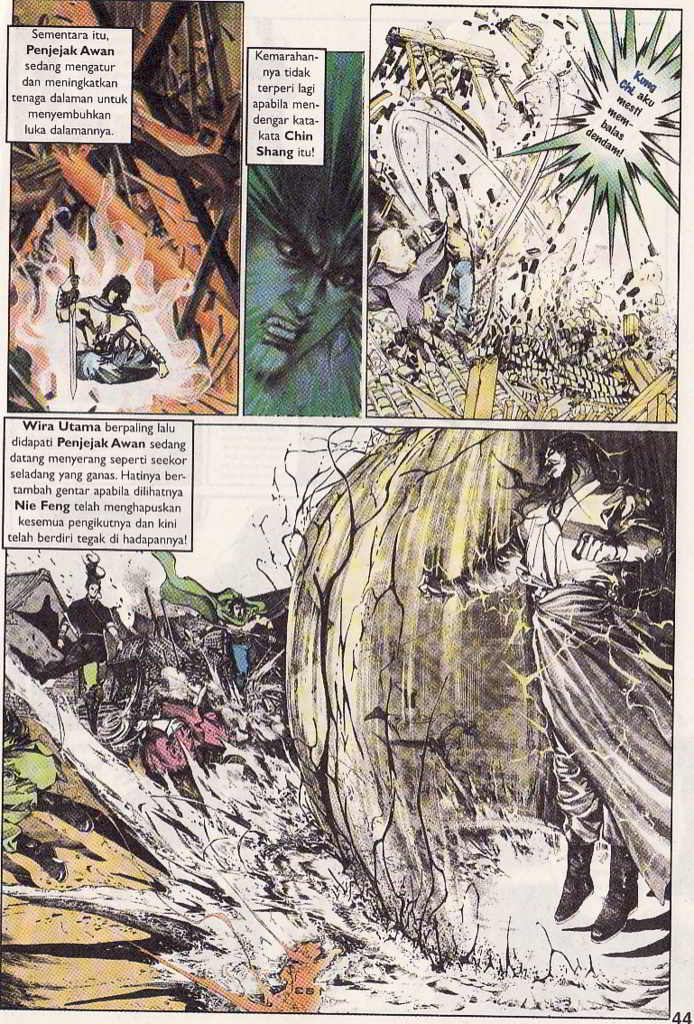 Sementara itu,
Penjejak Awan
sedang mengatur
dan meningkatkan
tenaga dalaman untuk
menyembuhkan
luka dalamannya.
Kemarahan-
nya tidak
terperi lagi
apabila men-
dengar kata-
kata Chin
Shang itu!
Kung
Chi, aku
mesti
mem-
balas
dendam!
Wira Utama berpaling lalu
didapati Penjejak Awan sedang
datang menyerang seperti seekor
seladang yang ganas. Hatinya ber-
tambah gentar apabila dilihatnya
Nie Feng telah menghapuskan
kesemua pengikutnya dan kini
telah berdiri tegak di hadapannya!
44